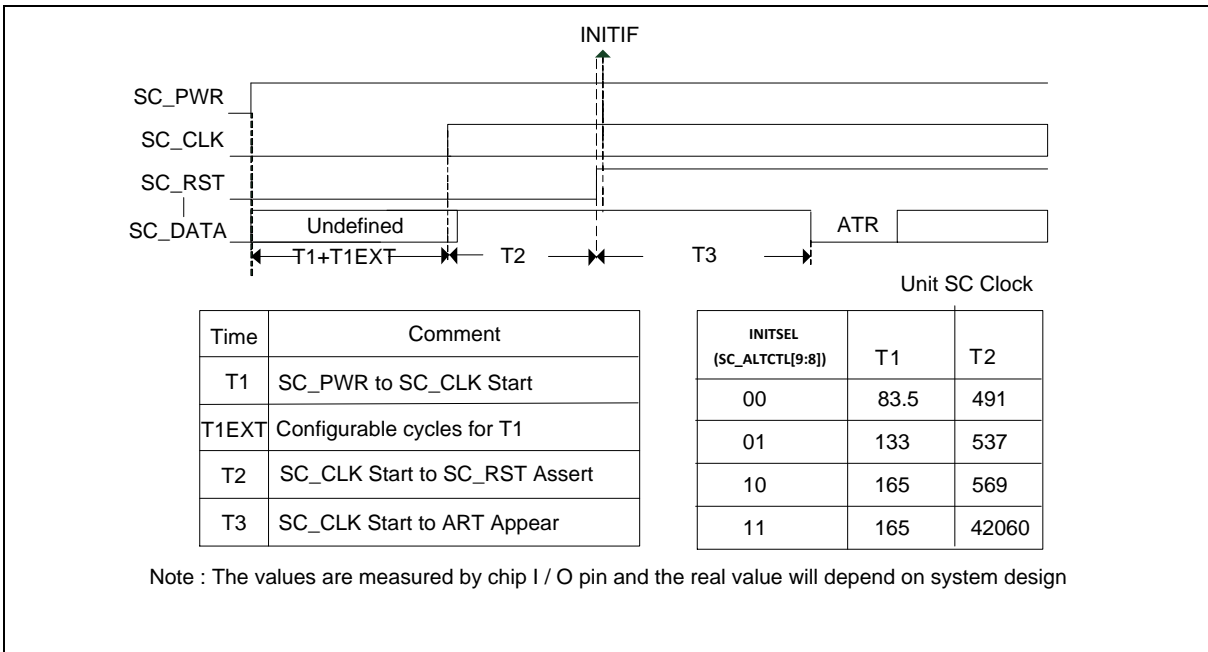 INITIF
SC_PWR
SC_CLK
SC_RST
SC_DATA
Undefined
ATR
T1+T1EXT
T2
T3
Unit SC Clock
Time Comment
T1 SC_PWR to SC_CLK Start
T1EXT Configurable cycles for T1
T2 SC_CLK Start to SC_RST Assert
T3 SC_CLK Start to ART Appear
INITSEL
(SC_ALTCTL[9:8]) T1 T2
00 83.5 491
01 133 537
10 165 569
11 165 42060
Note : The values are measured by chip I / O pin and the real value will depend on system design